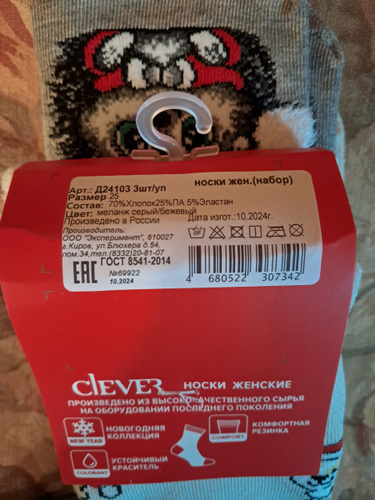 Арт.: Д24103 3шт/уп носки жен.(набор)
Размер 25
Состав: 70%Хлопок25%ПА 5%Эластан
Цвет: меланж серый/бежевый
Произведено в России Дата изгот.:10.2024г.
Производитель:
ООО "Эксперимент", 610027
г.Киров, ул.Блюхера д.54,
пом.34,тел.(8332)20-81-07
ЕАС ГОСТ 8541-2014
№69922
10.2024
4 680522 307342
CLEVER НОСКИ ЖЕНСКИЕ
ПРОИЗВЕДЕНО ИЗ ВЫСОКОКАЧЕСТВЕННОГО СЫРЬЯ
НА ОБОРУДОВАНИИ ПОСЛЕДНЕГО ПОКОЛЕНИЯ
NEW YEAR
НОВОГОДНЯЯ
КОЛЛЕКЦИЯ
COMFORT
КОМФОРТНАЯ
РЕЗИНКА
COLORANT
УСТОЙЧИВЫЙ
КРАСИТЕЛЬ